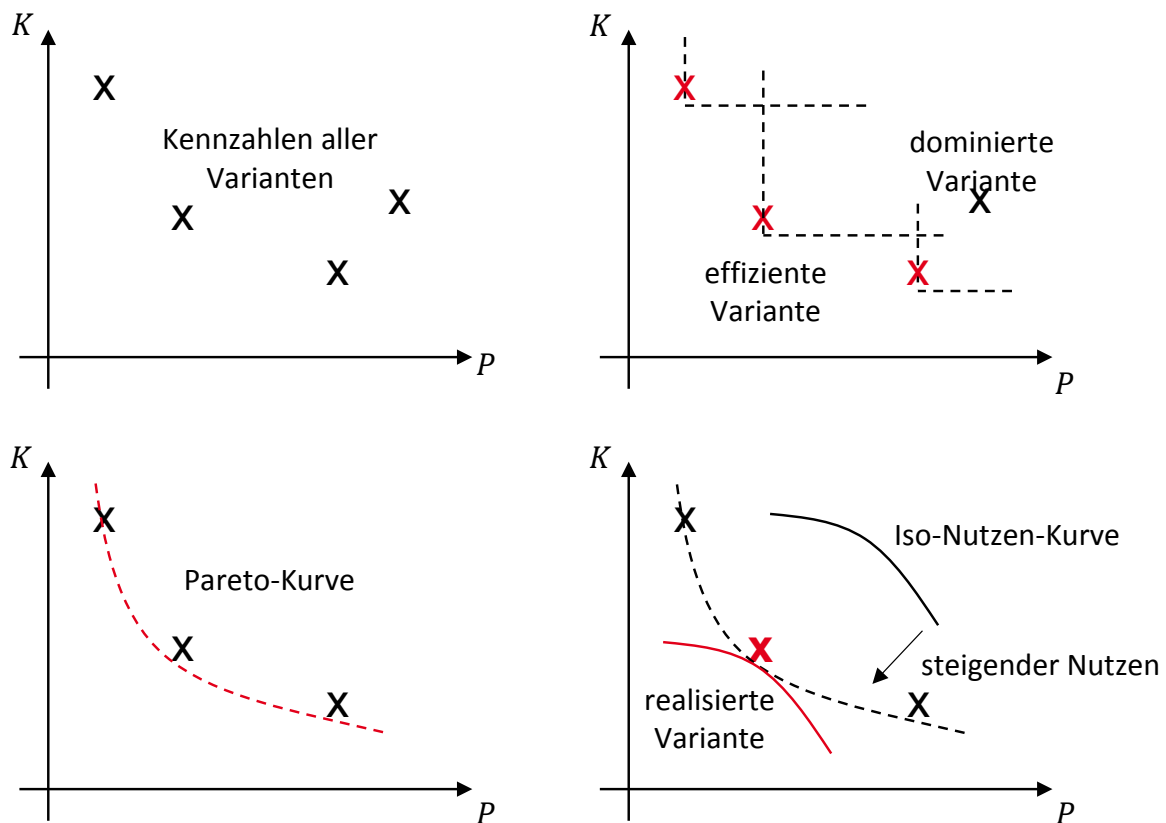 K
X
Kennzahlen aller
Varianten
X
X
X
P
K
X
dominierte
Variante
X
X
effiziente
Variante
X
P
K
X
Pareto-Kurve
X
X
P
K
X
Iso-Nutzen-Kurve
X
steigender Nutzen
realisierte
Variante
X
P